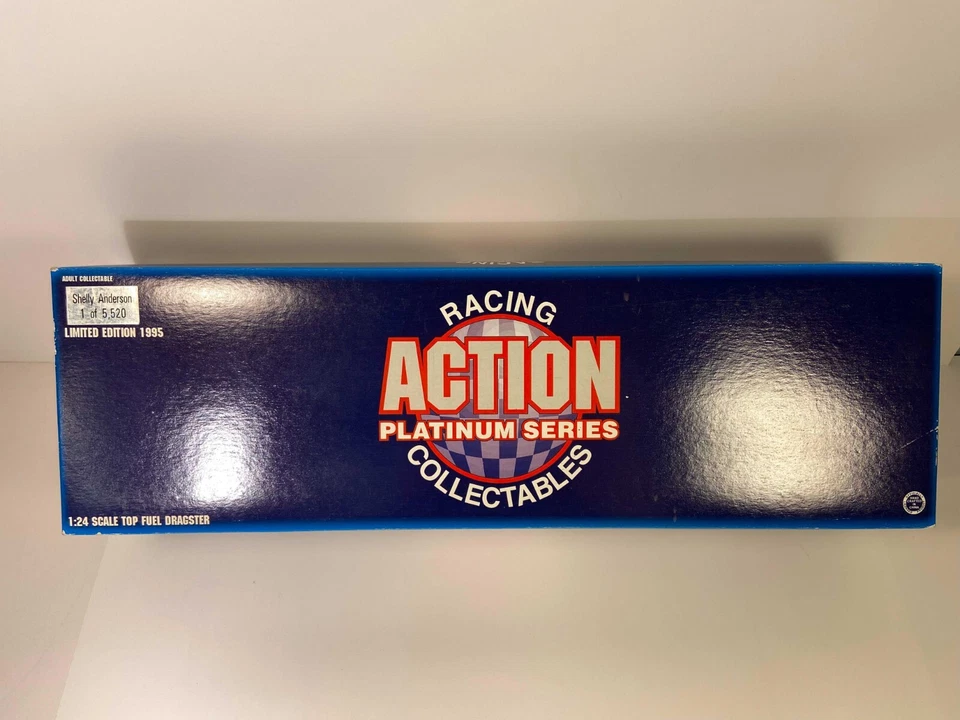 ADULT COLLECTABLE
Shelly Anderson
1 of 5,520
LIMITED EDITION 1995
RACING
ACTION
PLATINUM SERIES
COLLECTABLES
1:24 SCALE TOP FUEL DRAGSTER